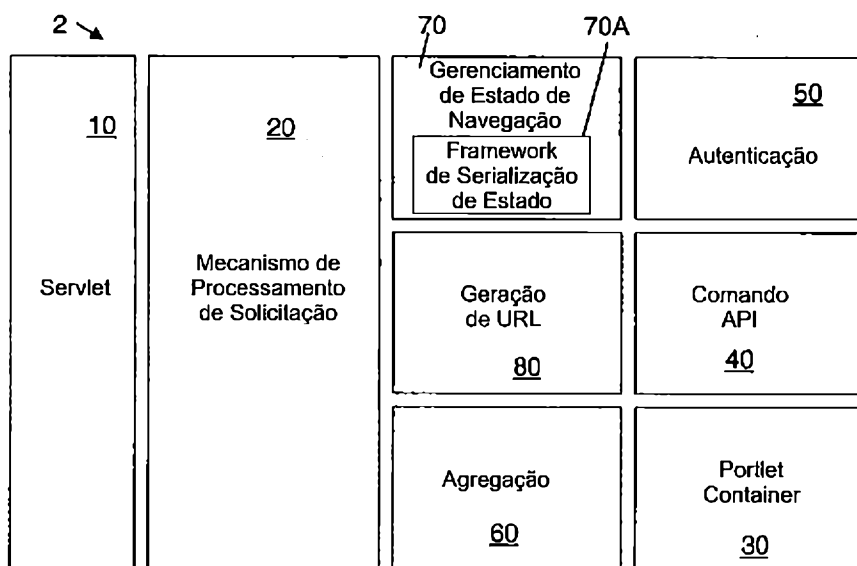 2
70
70A
10
20
Gerenciamento
de Estado de
Navegação
Framework
de Serialização
de Estado
50
Autenticação
Servlet
Mecanismo de
Processamento
de Solicitação
Geração
de URL
80
Comando
API
40
Agregação
60
Portlet
Container
30